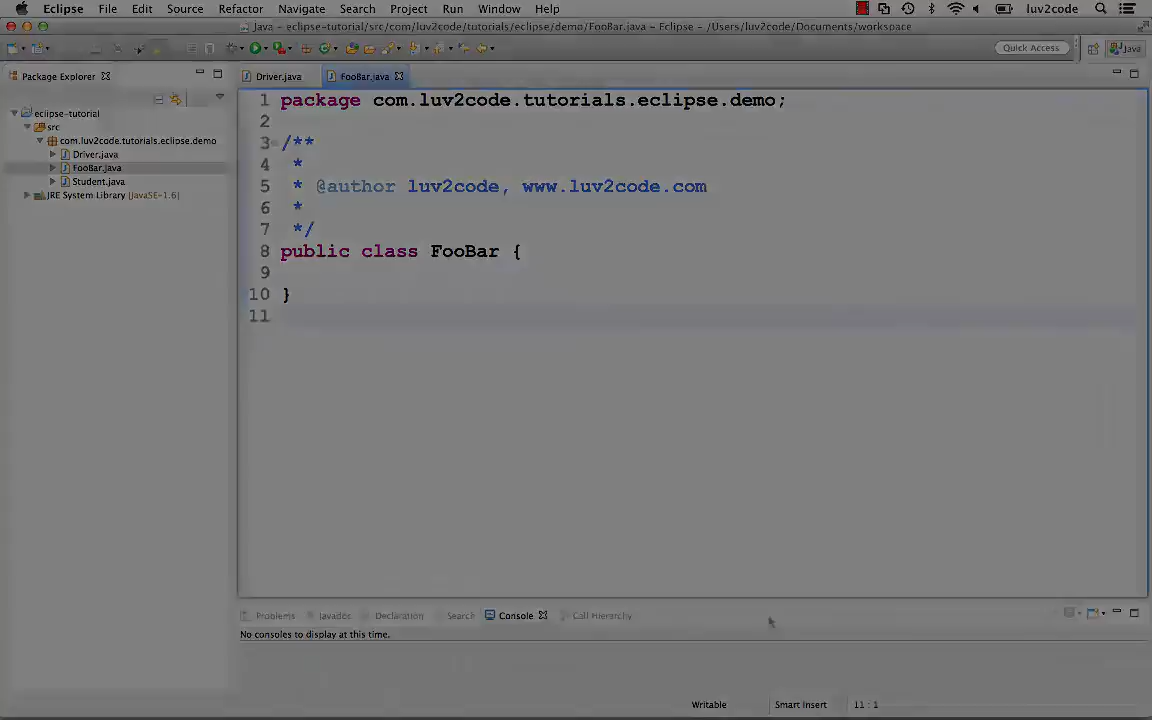 Eclipse File Edit Source Refactor Navigate Search Project Run Window Help luv2code
Java – eclipse-tutorial/src/com/luv2code/tutorials/eclipse/demo/FooBar.java – Eclipse – /Users/luv2code/Documents/workspace
Quick Access Java
Package Explorer
Driver.java FooBar.java
eclipse-tutorial
src
com.luv2code.tutorials.eclipse.demo
Driver.java
FooBar.java
Student.java
JRE System Library [JavaSE-1.6]
1 package com.luv2code.tutorials.eclipse.demo;
2
3 /**
4 *
5 * @author luv2code, www.luv2code.com
6 *
7 */
8 public class FooBar {
9
10 }
11
Problems Javadoc Declaration Search Console Call Hierarchy
No consoles to display at this time.
Writable Smart Insert 11 : 1